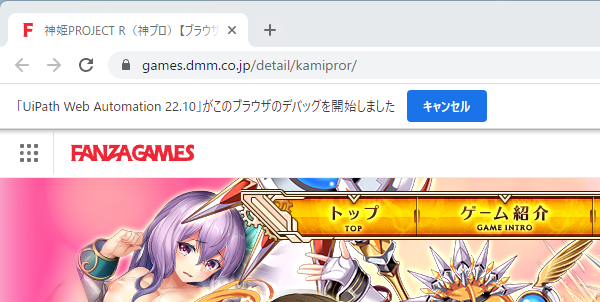 神姫PROJECT R（神プロ）【ブラウザ
games.dmm.co.jp/detail/kamipror/
「UiPath Web Automation 22.10」がこのブラウザのデバッグを開始しました キャンセル
FANZA GAMES
トップ ゲーム紹介
TOP GAME INTRO